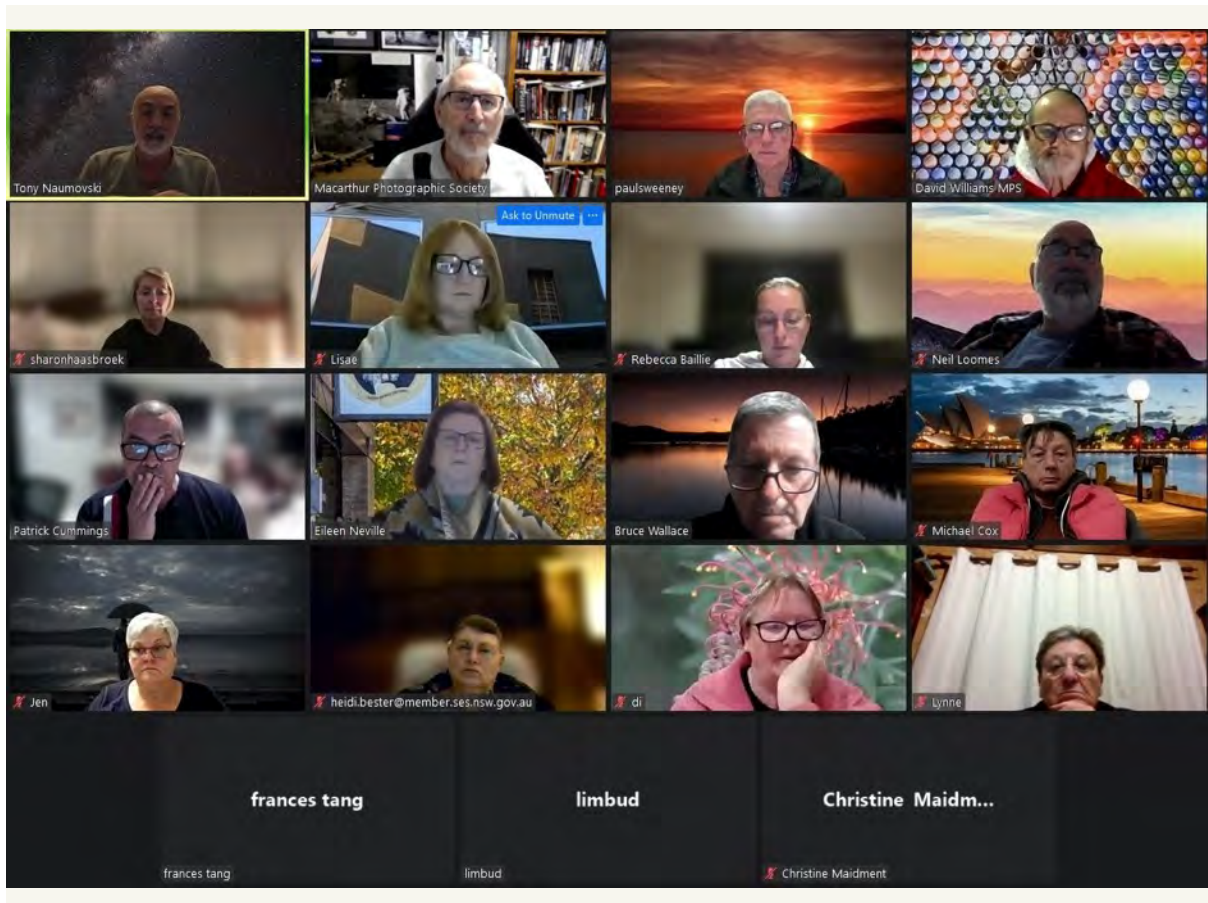 Tony Naumovski
Macarthur Photographic Society
paulsweeney
David Williams MPS
sharonhaasbroek
Ask to Unmute ...
Lisae
Rebecca Baillie
Neil Loomes
Patrick Cummings
Eileen Neville
Bruce Wallace
Michael Cox
Jen
heidi.bester@member.ses.nsw.gov.au
di
Lynne
frances tang
limbud
Christine Maidm...
frances tang
limbud
Christine Maidment